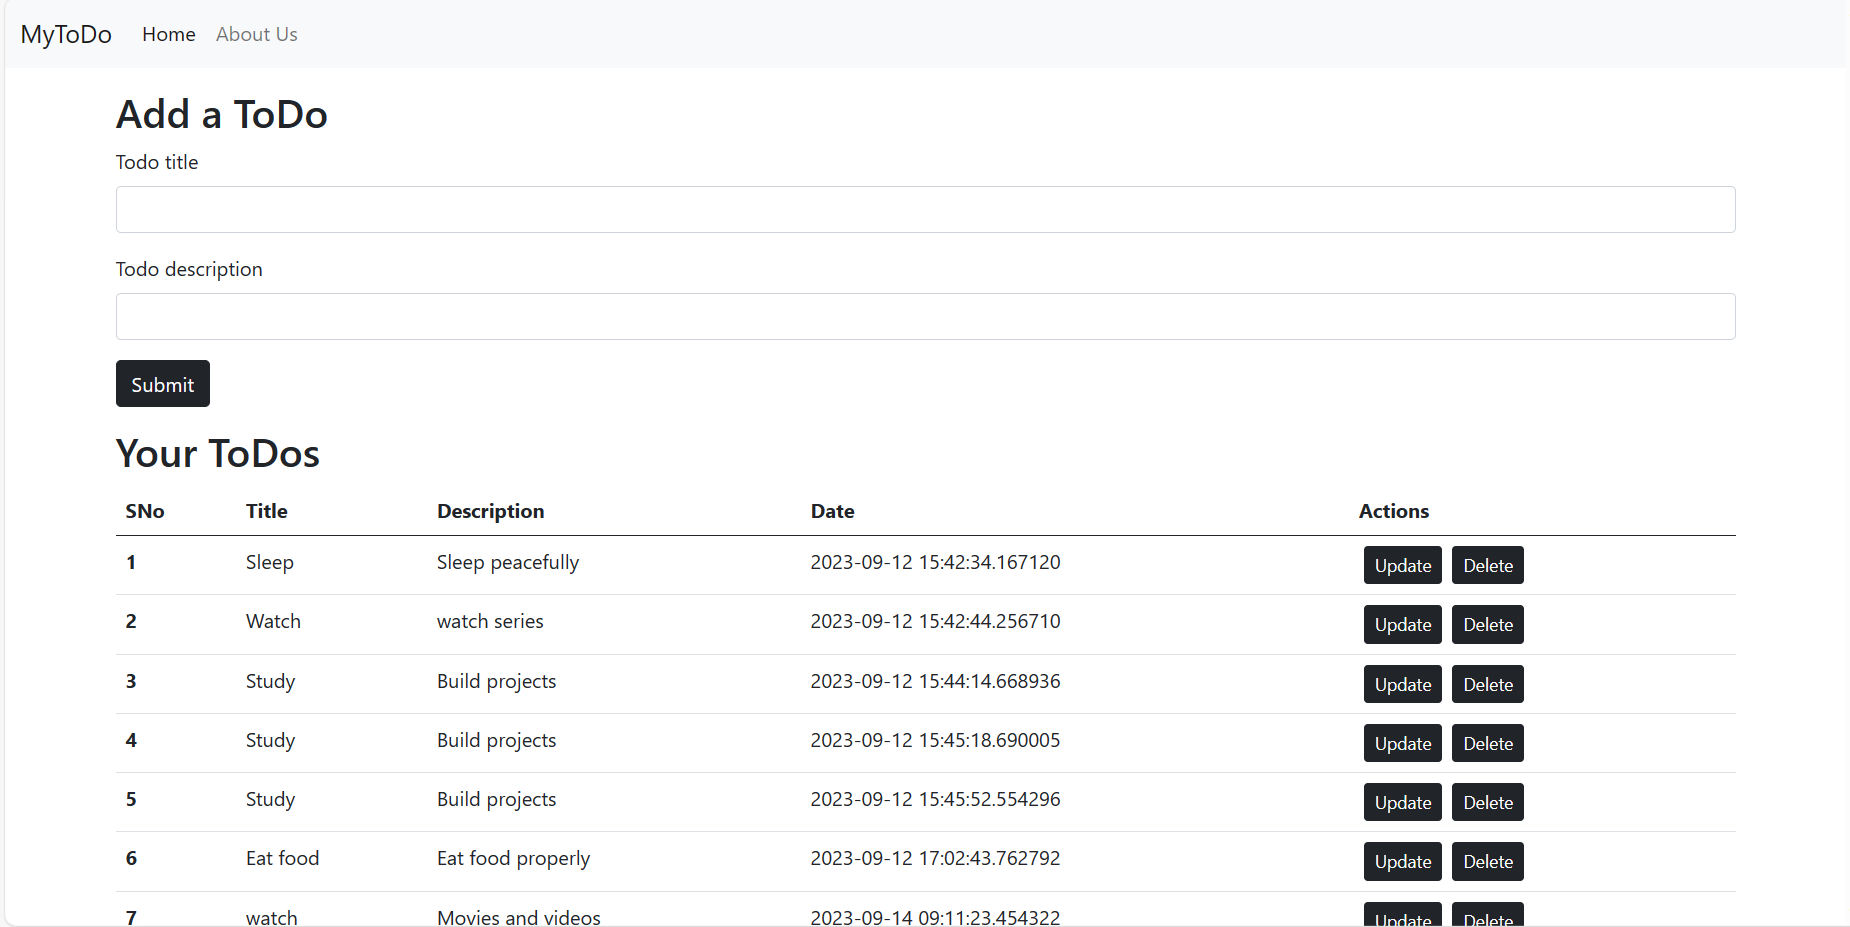 MyToDo Home About Us
Add a ToDo
Todo title
Todo description
Submit
Your ToDos
SNo Title Description Date Actions
1 Sleep Sleep peacefully 2023-09-12 15:42:34.167120 Update Delete
2 Watch watch series 2023-09-12 15:42:44.256710 Update Delete
3 Study Build projects 2023-09-12 15:44:14.668936 Update Delete
4 Study Build projects 2023-09-12 15:45:18.690005 Update Delete
5 Study Build projects 2023-09-12 15:45:52.554296 Update Delete
6 Eat food Eat food properly 2023-09-12 17:02:43.762792 Update Delete
7 watch Movies and videos 2023-09-14 09:11:23.454322 Update Delete